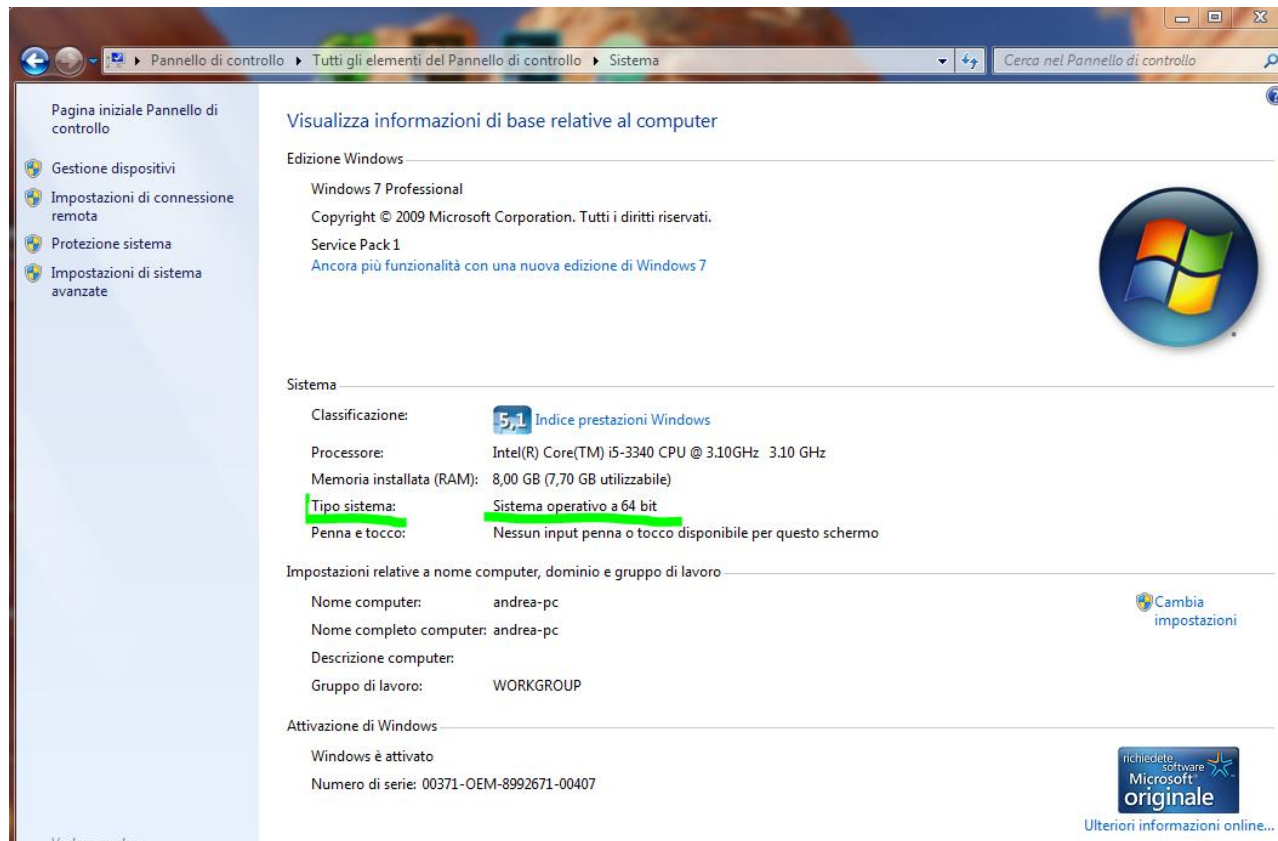 Pannello di controllo ▸ Tutti gli elementi del Pannello di controllo ▸ Sistema
Cerca nel Pannello di controllo
Pagina iniziale Pannello di
controllo
Gestione dispositivi
Impostazioni di connessione
remota
Protezione sistema
Impostazioni di sistema
avanzate
Visualizza informazioni di base relative al computer
Edizione Windows
Windows 7 Professional
Copyright © 2009 Microsoft Corporation. Tutti i diritti riservati.
Service Pack 1
Ancora più funzionalità con una nuova edizione di Windows 7
Sistema
Classificazione: 5,1 Indice prestazioni Windows
Processore: Intel(R) Core(TM) i5-3340 CPU @ 3.10GHz 3.10 GHz
Memoria installata (RAM): 8,00 GB (7,70 GB utilizzabile)
Tipo sistema: Sistema operativo a 64 bit
Penna e tocco: Nessun input penna o tocco disponibile per questo schermo
Impostazioni relative a nome computer, dominio e gruppo di lavoro
Nome computer: andrea-pc
Cambia
impostazioni
Nome completo computer: andrea-pc
Descrizione computer:
Gruppo di lavoro: WORKGROUP
Attivazione di Windows
Windows è attivato
Numero di serie: 00371-OEM-8992671-00407
richiedete
software
Microsoft
originale
Ulteriori informazioni online...